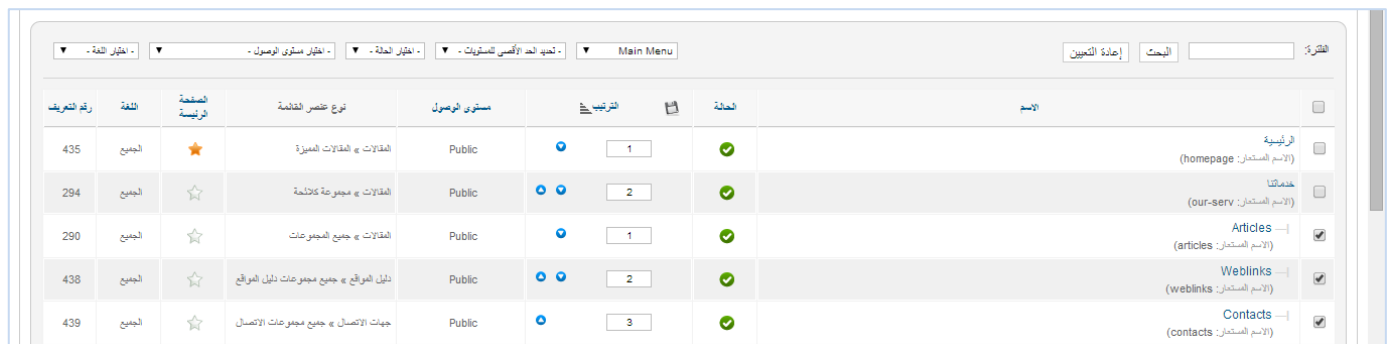 الفلترة: البحث إعادة التعيين Main Menu - تحديد الحد الأقصى للمستويات - - اختيار الحالة - - اختيار مستوى الوصول - - اختيار اللغة -
الاسم الحالة الترتيب مستوى الوصول نوع عنصر القائمة الصفحة الرئيسة اللغة رقم التعريف
الرئيسية 1 Public المقالات » المقالات المميزة الجميع 435
(الاسم المستعار: homepage)
خدماتنا 2 Public المقالات » مجموعة كلائحة الجميع 294
(الاسم المستعار: our-serv)
Articles 1 Public المقالات » جميع المجموعات الجميع 290
(الاسم المستعار: articles)
Weblinks 2 Public دليل المواقع » جميع مجموعات دليل المواقع الجميع 438
(الاسم المستعار: weblinks)
Contacts 3 Public جهات الاتصال » جميع مجموعات الاتصال الجميع 439
(الاسم المستعار: contacts)